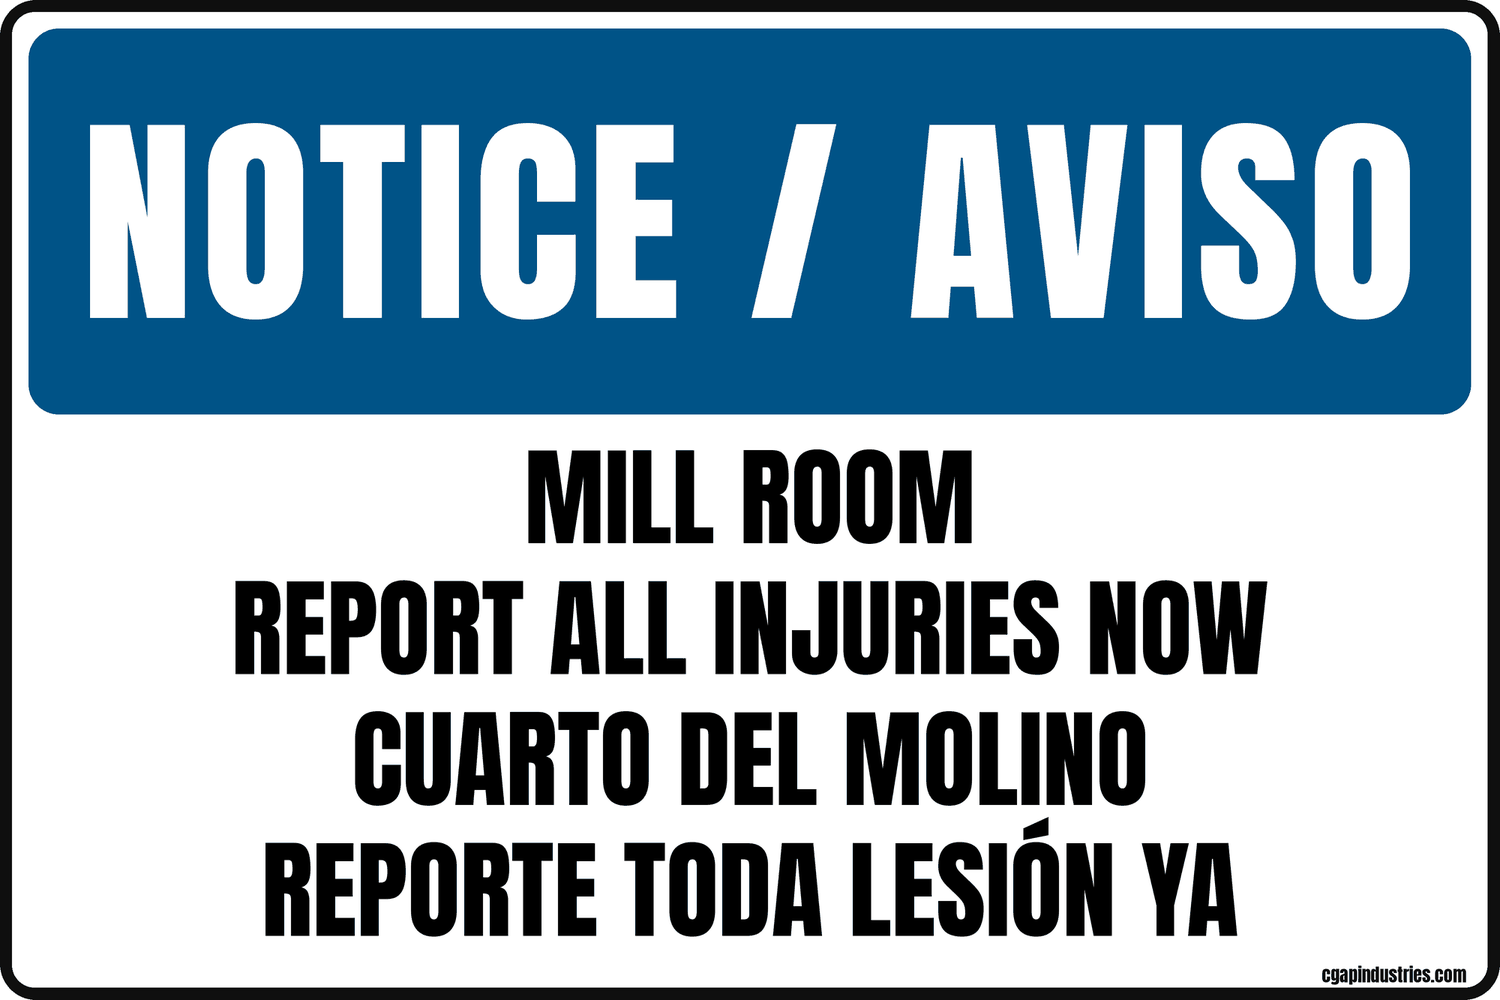 NOTICE / AVISO
MILL ROOM
REPORT ALL INJURIES NOW
CUARTO DEL MOLINO
REPORTE TODA LESIÓN YA
cgapindustries.com